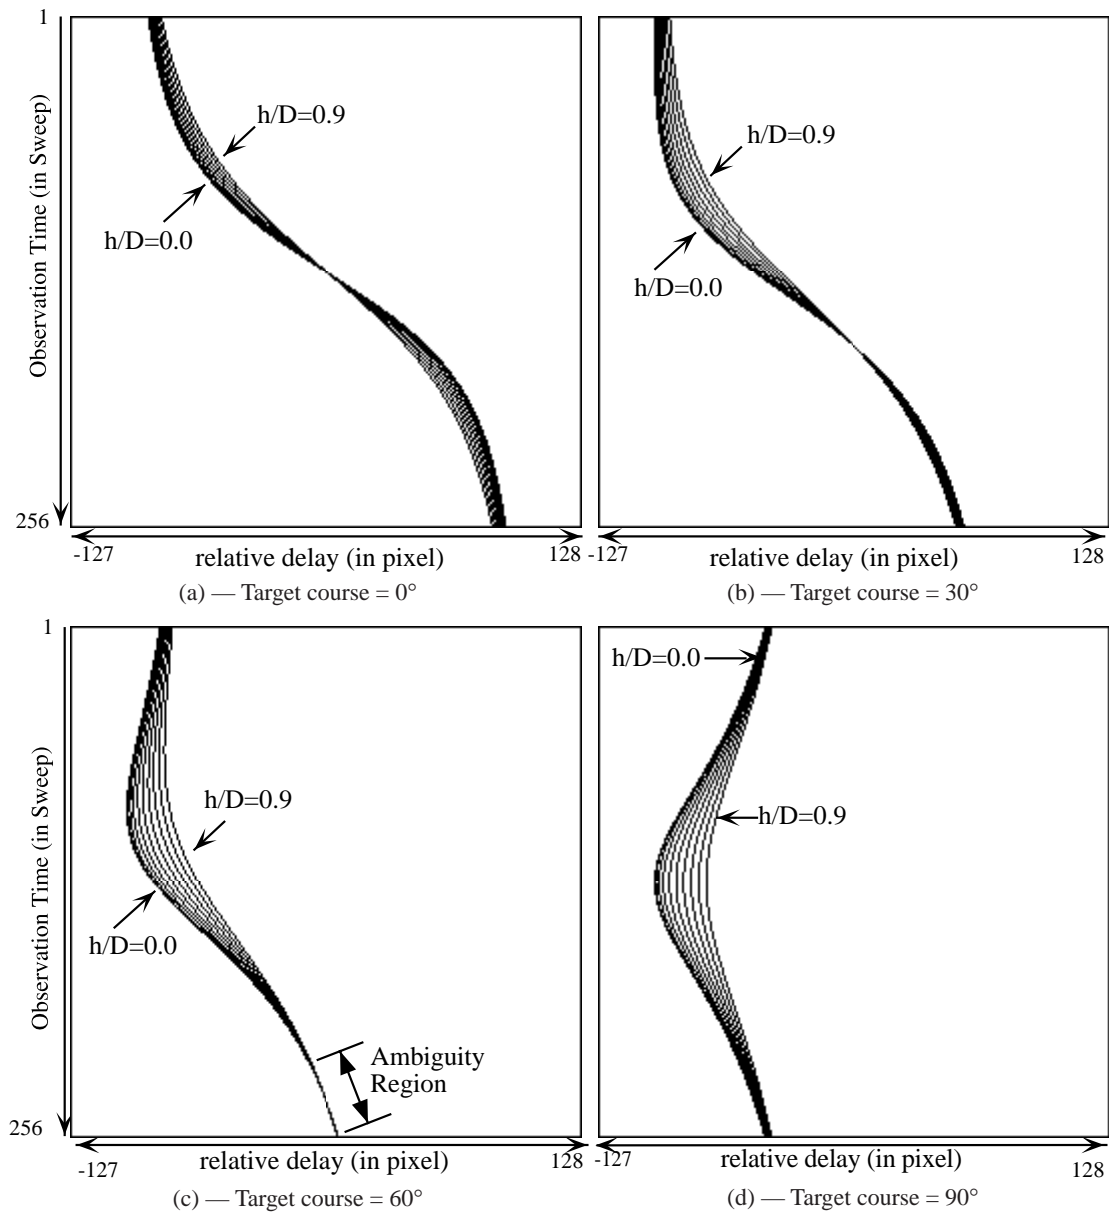 1
Observation Time (in Sweep)
h/D=0.9
h/D=0.0
256
-127
relative delay (in pixel)
128
(a) — Target course = 0°
h/D=0.9
h/D=0.0
-127
relative delay (in pixel)
128
(b) — Target course = 30°
1
Observation Time (in Sweep)
h/D=0.9
h/D=0.0
Ambiguity
Region
256
-127
relative delay (in pixel)
128
(c) — Target course = 60°
h/D=0.0
h/D=0.9
-127
relative delay (in pixel)
128
(d) — Target course = 90°